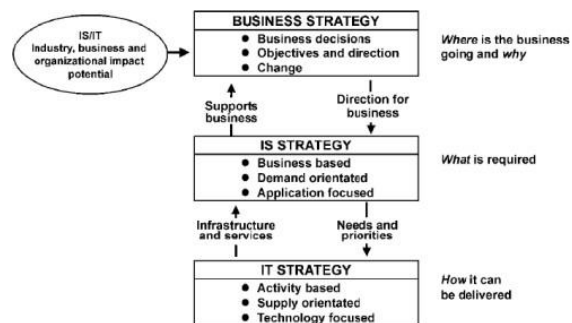 IS/IT
Industry, business and
organizational impact
potential
BUSINESS STRATEGY
● Business decisions
● Objectives and direction
● Change
Where is the business
going and why
Supports
business
Direction for
business
IS STRATEGY
● Business based
● Demand orientated
● Application focused
What is required
Infrastructure
and services
Needs and
priorities
IT STRATEGY
● Activity based
● Supply orientated
● Technology focused
How it can
be delivered